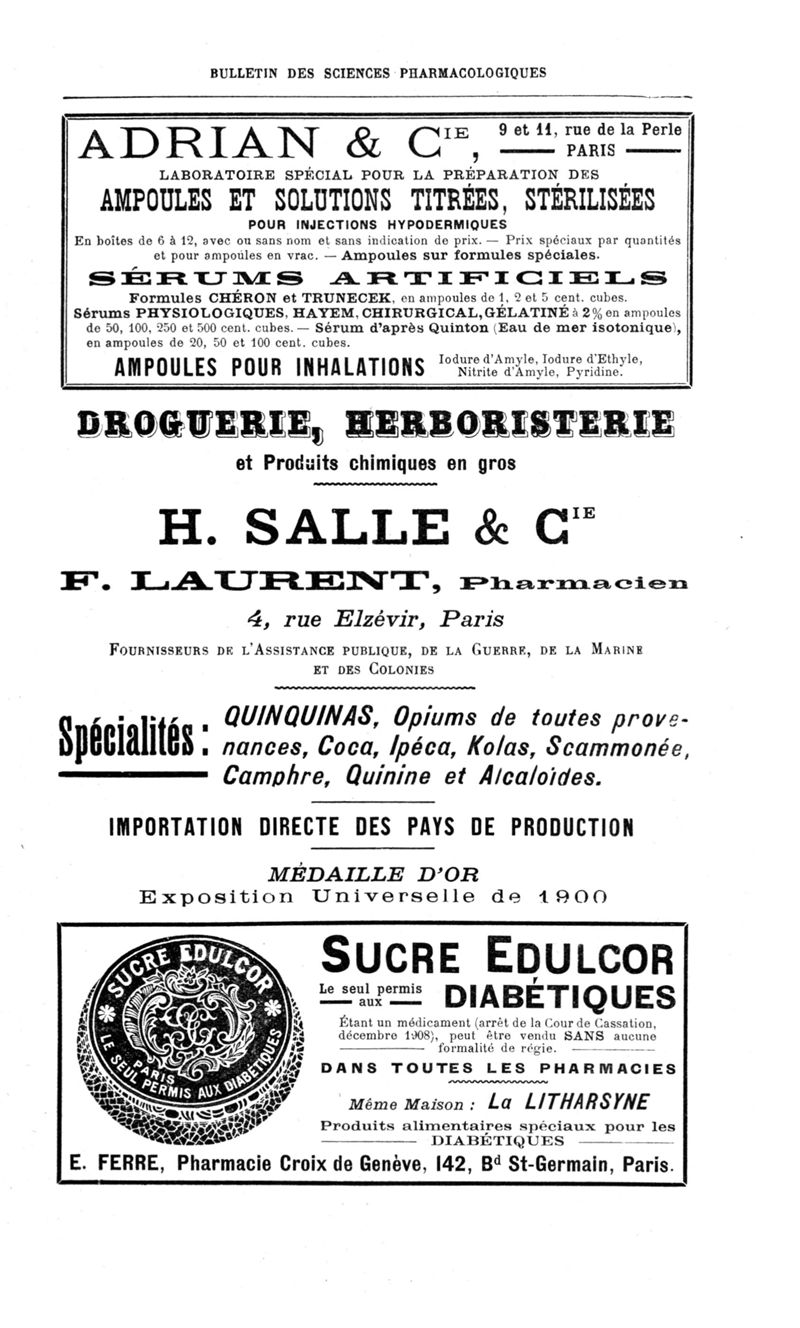 BULLETIN DES SCIENCES PHARMACOLOGIQUES
ADRIAN & CIE, 9 et 11, rue de la Perle
PARIS
LABORATOIRE SPÉCIAL POUR LA PRÉPARATION DES
AMPOULES ET SOLUTIONS TITRÉES, STÉRILISÉES
POUR INJECTIONS HYPODERMIQUES
En boîtes de 6 à 12, avec ou sans nom et sans indication de prix. — Prix spéciaux par quantités
et pour ampoules en vrac. — Ampoules sur formules spéciales.
SÉRUMS ARTIFICIELS
Formules CHÉRON et TRUNECEK, en ampoules de 1, 2 et 5 cent. cubes.
Sérums PHYSIOLOGIQUES, HAYEM, CHIRURGICAL, GÉLATINÉ à 2% en ampoules
de 50, 100, 250 et 500 cent. cubes. — Sérum d'après Quinton (Eau de mer isotonique),
en ampoules de 20, 50 et 100 cent. cubes.
AMPOULES POUR INHALATIONS Iodure d'Amyle, Iodure d'Ethyle,
Nitrite d'Amyle, Pyridine.
DROGUERIE, HERBORISTERIE
et Produits chimiques en gros
H. SALLE & CIE
F. LAURENT, Pharmacien
4, rue Elzévir, Paris
FOURNISSEURS DE L'ASSISTANCE PUBLIQUE, DE LA GUERRE, DE LA MARINE
ET DES COLONIES
Spécialités : QUINQUINAS, Opiums de toutes prove-
nances, Coca, Ipéca, Kolas, Scammonée,
Camphre, Quinine et Alcaloïdes.
IMPORTATION DIRECTE DES PAYS DE PRODUCTION
MÉDAILLE D'OR
Exposition Universelle de 1900
SUCRE EDULCOR
PARIS
LE SEUL PERMIS AUX DIABÉTIQUES
SUCRE EDULCOR
Le seul permis
aux DIABÉTIQUES
Étant un médicament (arrêt de la Cour de Cassation,
décembre 1908), peut être vendu SANS aucune
formalité de régie.
DANS TOUTES LES PHARMACIES
Même Maison : La LITHARSYNE
Produits alimentaires spéciaux pour les
DIABÉTIQUES
E. FERRE, Pharmacie Croix de Genève, 142, Bd St-Germain, Paris.